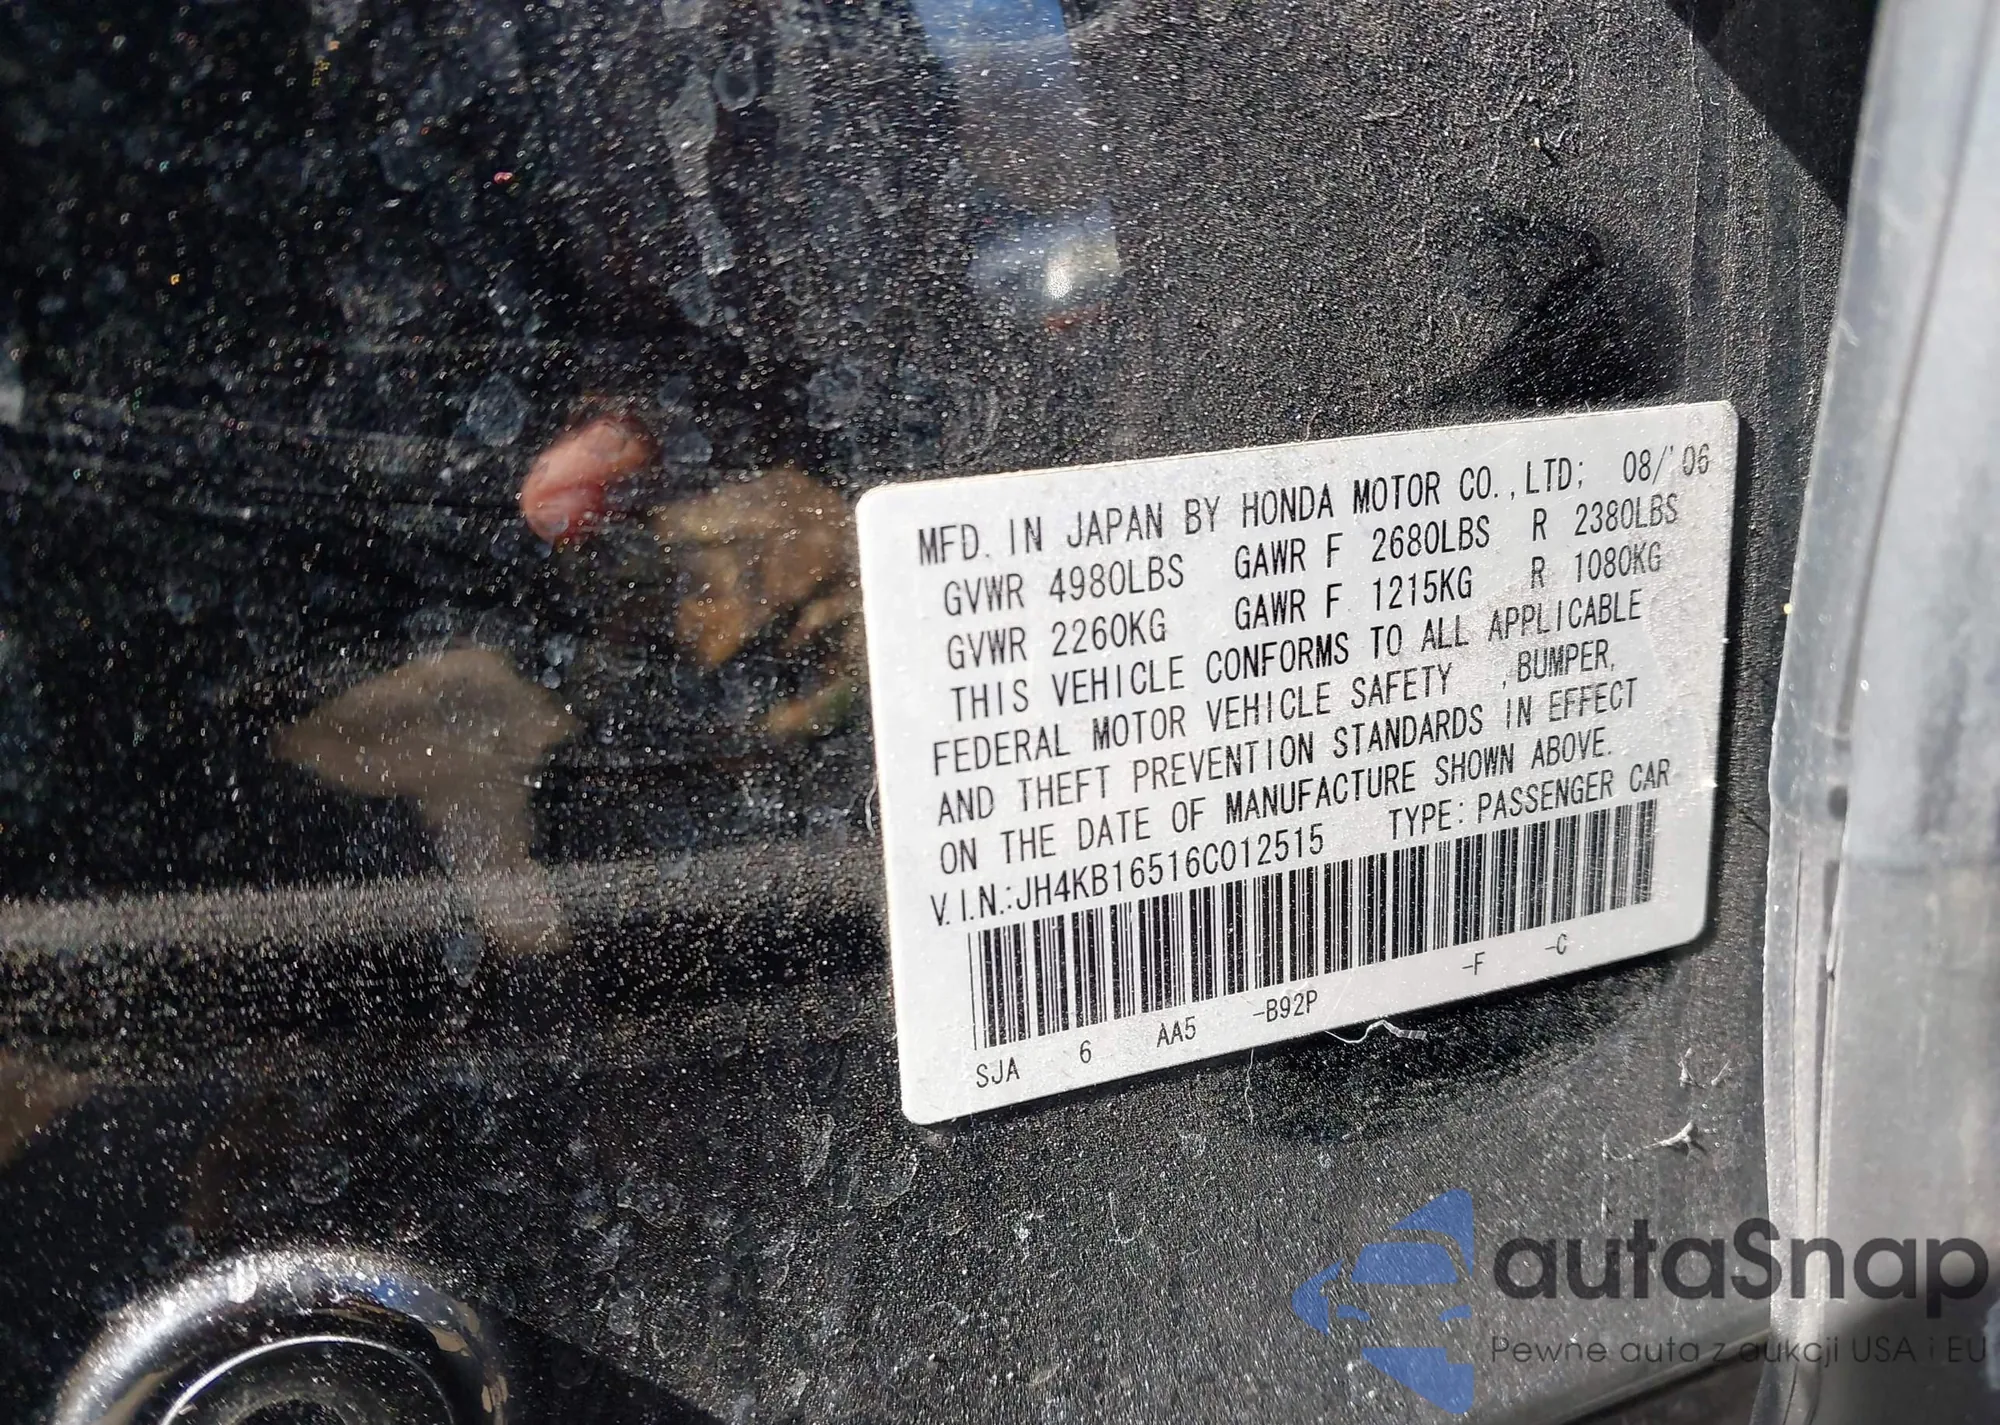 MFD. IN JAPAN BY HONDA MOTOR CO.,LTD; 08/'06
GVWR 4980LBS GAWR F 2680LBS R 2380LBS
GVWR 2260KG GAWR F 1215KG R 1080KG
THIS VEHICLE CONFORMS TO ALL APPLICABLE
FEDERAL MOTOR VEHICLE SAFETY ,BUMPER,
AND THEFT PREVENTION STANDARDS IN EFFECT
ON THE DATE OF MANUFACTURE SHOWN ABOVE.
V.I.N.:JH4KB16516C012515 TYPE:PASSENGER CAR
SJA 6 AA5 -B92P -F -C
autaSnap
Pewne auta z aukcji USA i EU